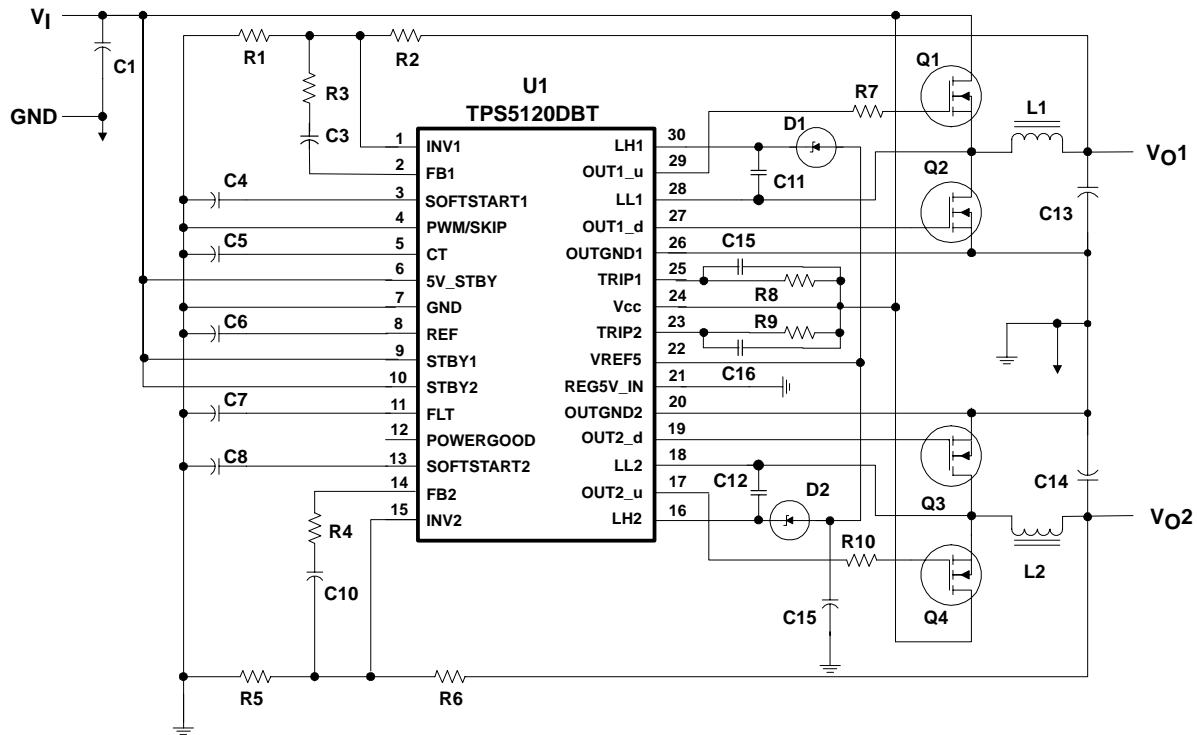 VI
C1
GND
R1
R2
R3
C3
U1
TPS5120DBT
R7
Q1
L1
VO1
D1
C11
Q2
C13
1 INV1
2 FB1
C4 3 SOFTSTART1
4 PWM/SKIP
C5 5 CT
6 5V_STBY
7 GND
C6 8 REF
9 STBY1
10 STBY2
C7 11 FLT
12 POWERGOOD
C8 13 SOFTSTART2
14 FB2
15 INV2
LH1 30
OUT1_u 29
LL1 28
OUT1_d 27
OUTGND1 26
TRIP1 25
Vcc 24
TRIP2 23
VREF5 22
REG5V_IN 21
OUTGND2 20
OUT2_d 19
LL2 18
OUT2_u 17
LH2 16
C15
R8
R9
C16
C12
D2
Q3
C14
VO2
L2
R10
Q4
C15
R4
C10
R5
R6